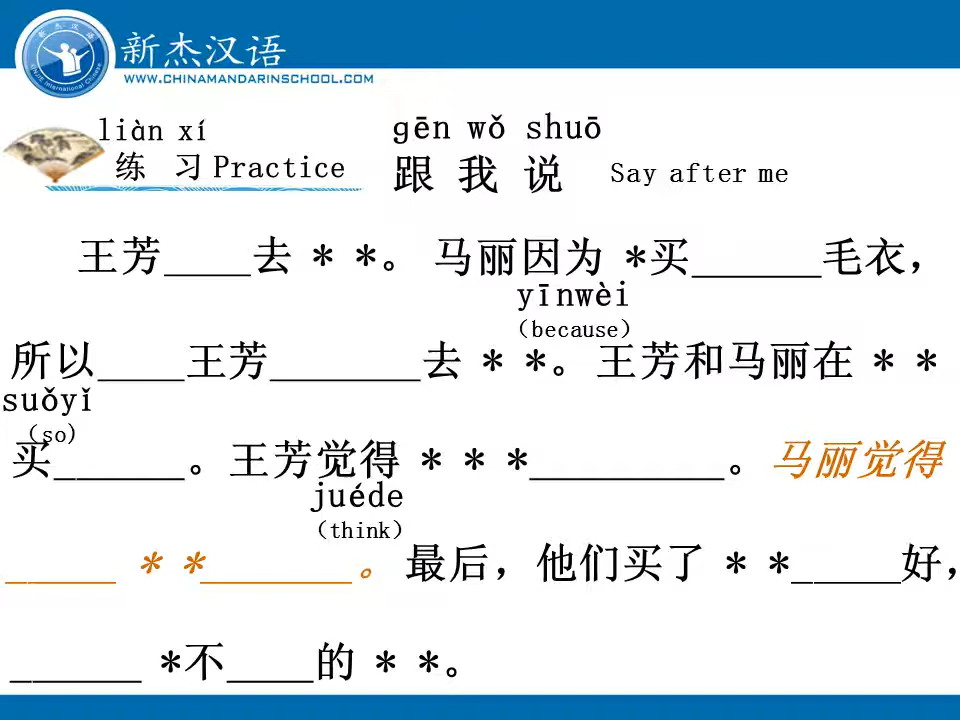 新杰汉语
WWW.CHINAMANDARINSCHOOL.COM
liàn xí
练 习 Practice
gēn wǒ shuō
跟 我 说 Say after me
王芳____去 * *。马丽因为 *买______毛衣，
yīnwèi
（because）
所以____王芳_______去 * *。王芳和马丽在 * *
suǒyǐ
（so）
买______。王芳觉得 * * *_________。马丽觉得
juéde
（think）
_____ * *_______。最后，他们买了 * *_____好，
______ *不____的 * *。